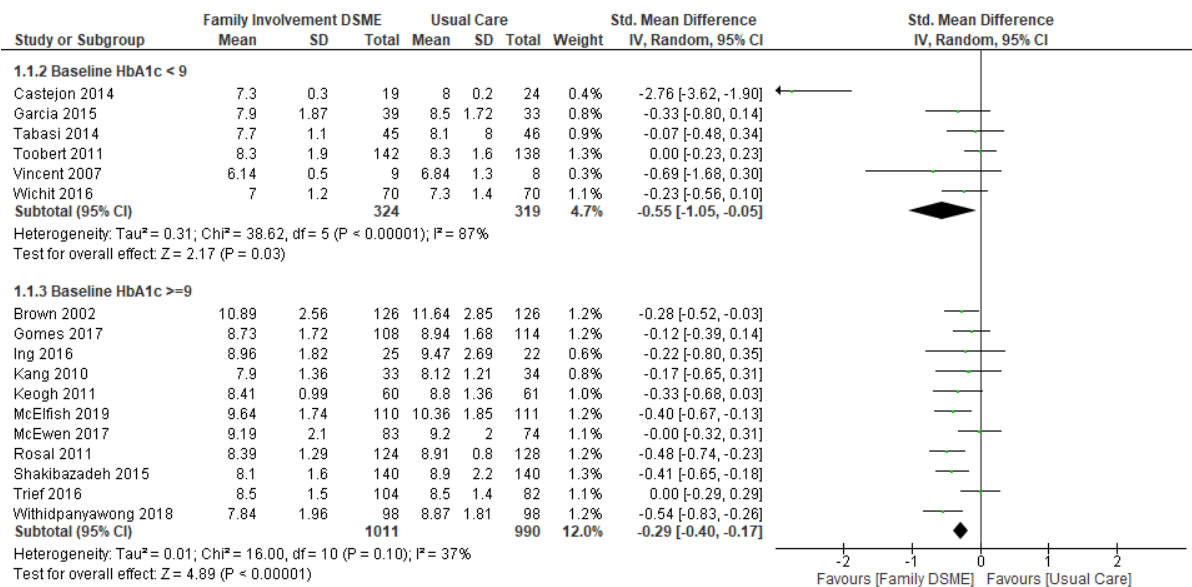 Family Involvement DSME Usual Care Std. Mean Difference Std. Mean Difference
Study or Subgroup Mean SD Total Mean SD Total Weight IV, Random, 95% CI IV, Random, 95% CI
1.1.2 Baseline HbA1c < 9
Castejon 2014 7.3 0.3 19 8 0.2 24 0.4% -2.76 [-3.62, -1.90]
Garcia 2015 7.9 1.87 39 8.5 1.72 33 0.8% -0.33 [-0.80, 0.14]
Tabasi 2014 7.7 1.1 45 8.1 8 46 0.9% -0.07 [-0.48, 0.34]
Toobert 2011 8.3 1.9 142 8.3 1.6 138 1.3% 0.00 [-0.23, 0.23]
Vincent 2007 6.14 0.5 9 6.84 1.3 8 0.3% -0.69 [-1.68, 0.30]
Wichit 2016 7 1.2 70 7.3 1.4 70 1.1% -0.23 [-0.56, 0.10]
Subtotal (95% CI) 324 319 4.7% -0.55 [-1.05, -0.05]
Heterogeneity: Tau² = 0.31; Chi² = 38.62, df = 5 (P < 0.00001); I² = 87%
Test for overall effect: Z = 2.17 (P = 0.03)
1.1.3 Baseline HbA1c >=9
Brown 2002 10.89 2.56 126 11.64 2.85 126 1.2% -0.28 [-0.52, -0.03]
Gomes 2017 8.73 1.72 108 8.94 1.68 114 1.2% -0.12 [-0.39, 0.14]
Ing 2016 8.96 1.82 25 9.47 2.69 22 0.6% -0.22 [-0.80, 0.35]
Kang 2010 7.9 1.36 33 8.12 1.21 34 0.8% -0.17 [-0.65, 0.31]
Keogh 2011 8.41 0.99 60 8.8 1.36 61 1.0% -0.33 [-0.68, 0.03]
McElfish 2019 9.64 1.74 110 10.36 1.85 111 1.2% -0.40 [-0.67, -0.13]
McEwen 2017 9.19 2.1 83 9.2 2 74 1.1% -0.00 [-0.32, 0.31]
Rosal 2011 8.39 1.29 124 8.91 0.8 128 1.2% -0.48 [-0.74, -0.23]
Shakibazadeh 2015 8.1 1.6 140 8.9 2.2 140 1.3% -0.41 [-0.65, -0.18]
Trief 2016 8.5 1.5 104 8.5 1.4 82 1.1% 0.00 [-0.29, 0.29]
Withidpanyawong 2018 7.84 1.96 98 8.87 1.81 98 1.2% -0.54 [-0.83, -0.26]
Subtotal (95% CI) 1011 990 12.0% -0.29 [-0.40, -0.17]
Heterogeneity: Tau² = 0.01; Chi² = 16.00, df = 10 (P = 0.10); I² = 37%
Test for overall effect: Z = 4.89 (P < 0.00001)
-2 -1 0 1 2
Favours [Family DSME] Favours [Usual Care]